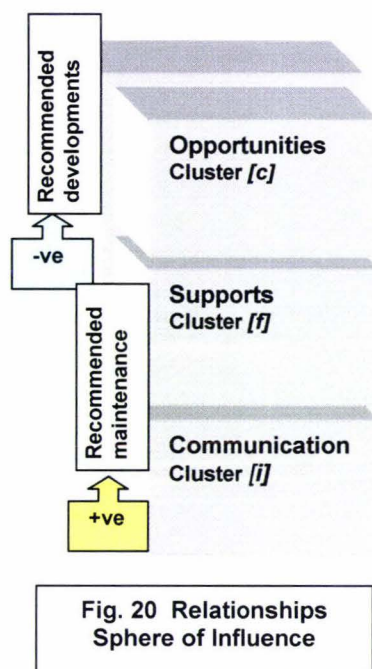 Recommended
developments
Opportunities
Cluster [c]
-ve
Supports
Cluster [f]
Recommended
maintenance
Communication
Cluster [i]
+ve
Fig. 20 Relationships
Sphere of Influence